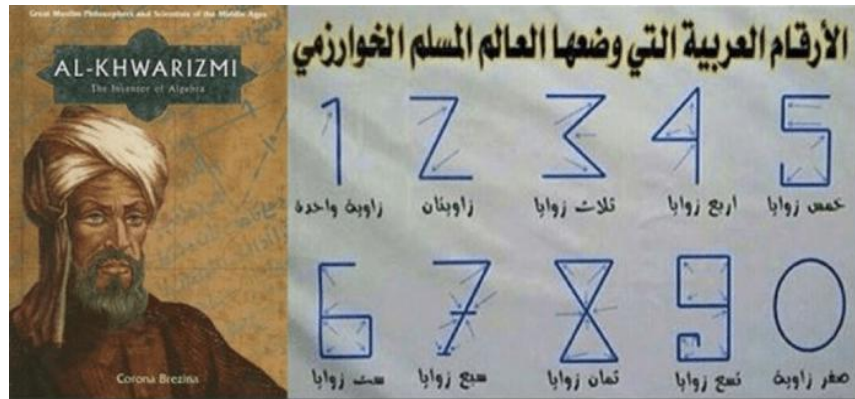 Great Muslim Philosophers and Scientists of the Middle Ages
AL-KHWARIZMI
The Inventor of Algebra
Corona Brezina
الأرقام العربية التي وضعها العالم المسلم الخوارزمي
1 2 3 4 5
زاوية واحدة زاويتان ثلاث زوايا اربع زوايا خمس زوايا
6 7 8 9 0
ست زوايا سبع زوايا ثمان زوايا تسع زوايا صفر زاوية